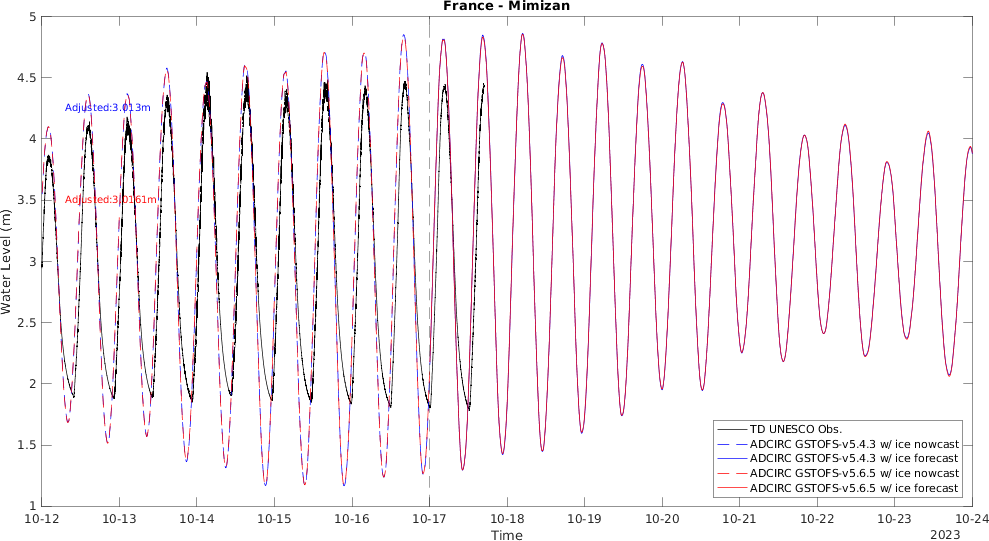 France - Mimizan
5
4.5
4
3.5
3
2.5
2
1.5
1
Water Level (m)
Adjusted:3.013m
Adjusted:3.0161m
TD UNESCO Obs.
ADCIRC GSTOFS-v5.4.3 w/ ice nowcast
ADCIRC GSTOFS-v5.4.3 w/ ice forecast
ADCIRC GSTOFS-v5.6.5 w/ ice nowcast
ADCIRC GSTOFS-v5.6.5 w/ ice forecast
10-12 10-13 10-14 10-15 10-16 10-17 10-18 10-19 10-20 10-21 10-22 10-23 10-24
Time
2023